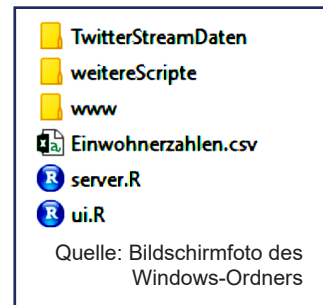 TwitterStreamDaten
weitereScripte
www
Einwohnerzahlen.csv
server.R
ui.R
Quelle: Bildschirmfoto des
Windows-Ordners